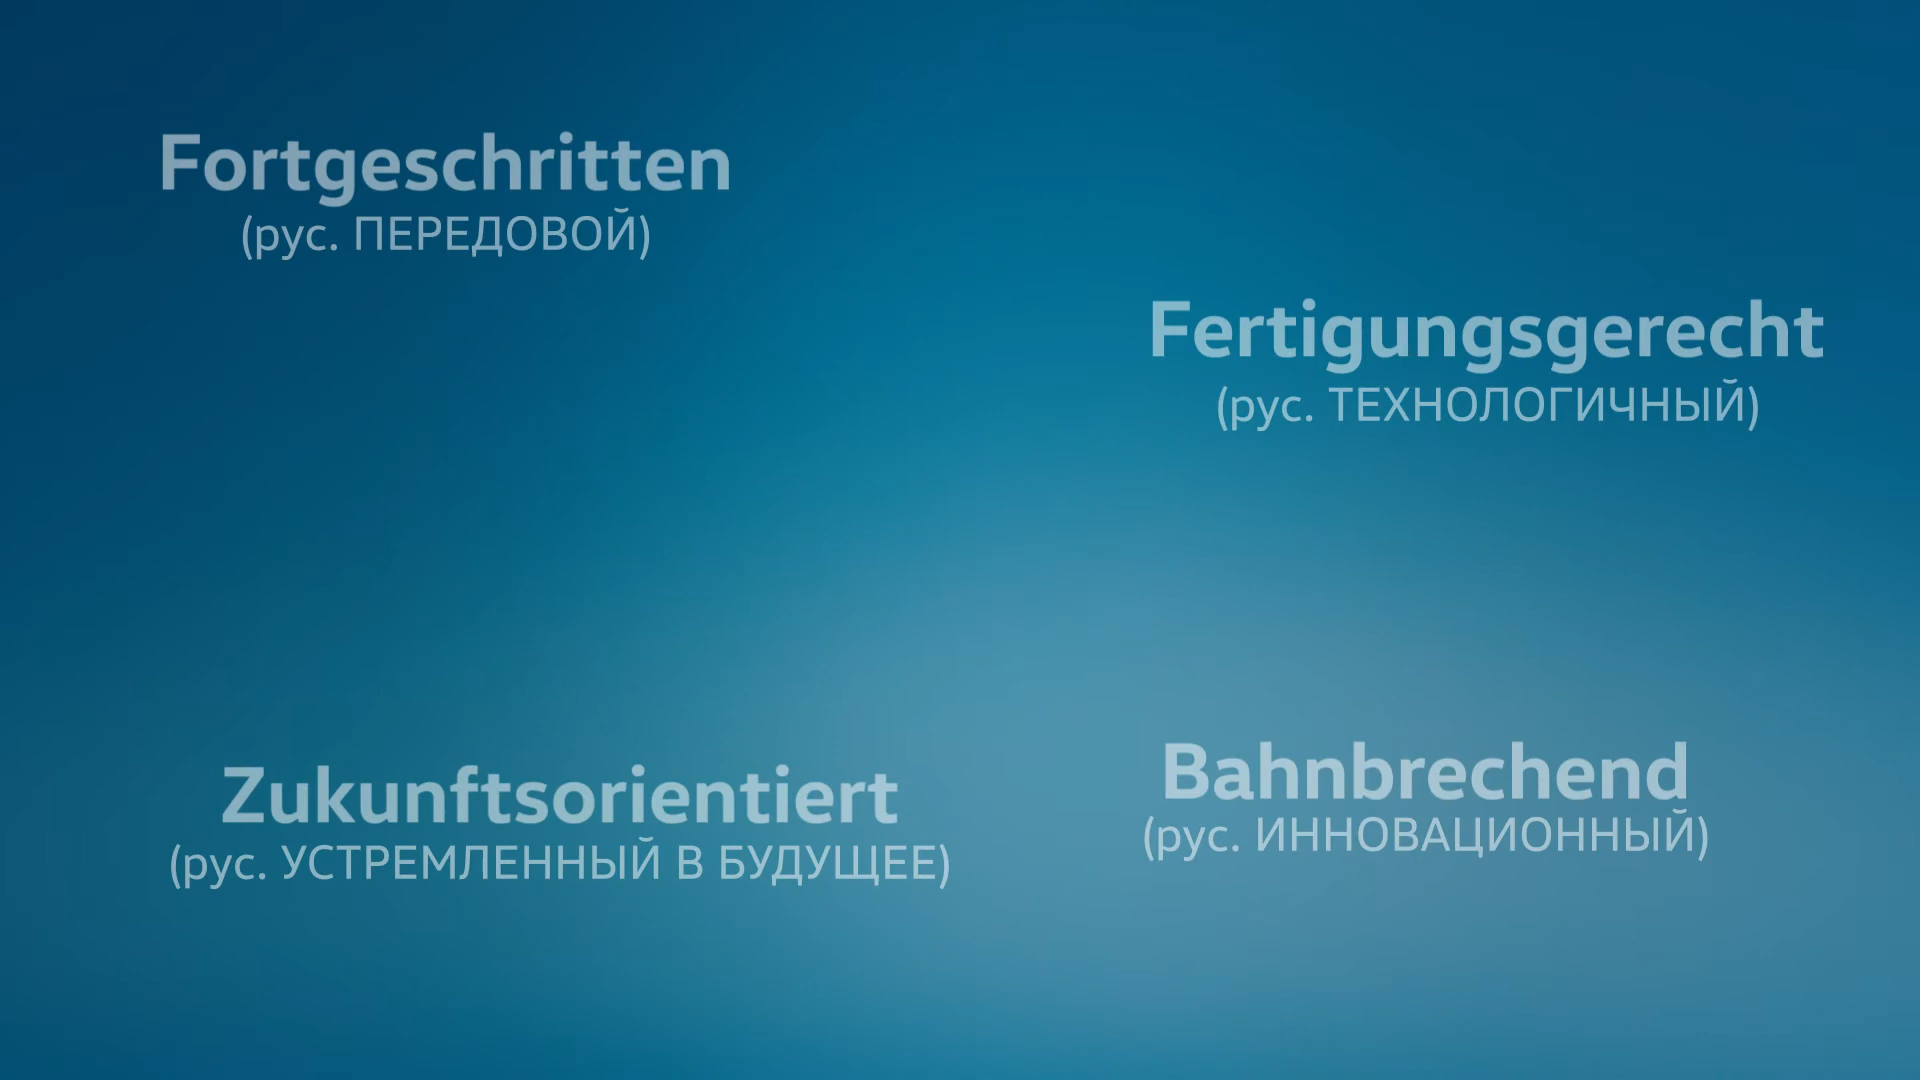 Fortgeschritten
(рус. ПЕРЕДОВОЙ)
Fertigungsgerecht
(рус. ТЕХНОЛОГИЧНЫЙ)
Zukunftsorientiert
(рус. УСТРЕМЛЕННЫЙ В БУДУЩЕЕ)
Bahnbrechend
(рус. ИННОВАЦИОННЫЙ)